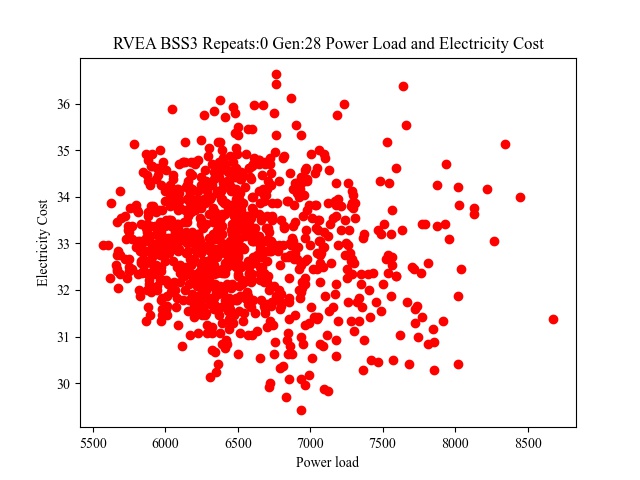 RVEA BSS3 Repeats:0 Gen:28 Power Load and Electricity Cost
36
35
34
33
32
31
30
Electricity Cost
5500 6000 6500 7000 7500 8000 8500
Power load